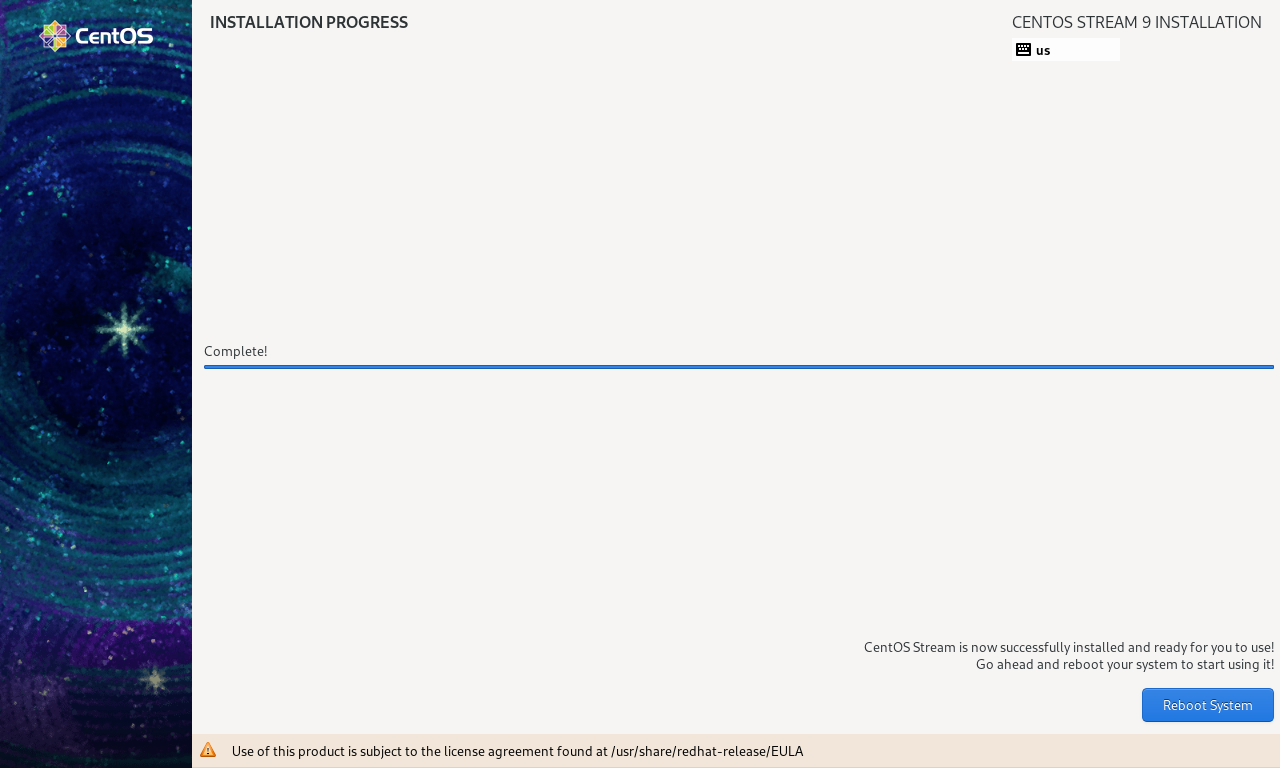 CentOS
INSTALLATION PROGRESS
CENTOS STREAM 9 INSTALLATION
us
Complete!
CentOS Stream is now successfully installed and ready for you to use!
Go ahead and reboot your system to start using it!
Reboot System
Use of this product is subject to the license agreement found at /usr/share/redhat-release/EULA